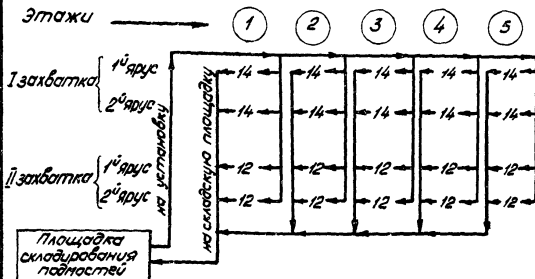 Этажи 1 2 3 4 5
I захватка 1й ярус 14 14 14 14 14
2й ярус 14 14 14 14 14
II захватка 1й ярус 12 12 12 12 12
2й ярус 12 12 12 12 12
на установку
на складскую площадку
Площадка
складирования
подмостей